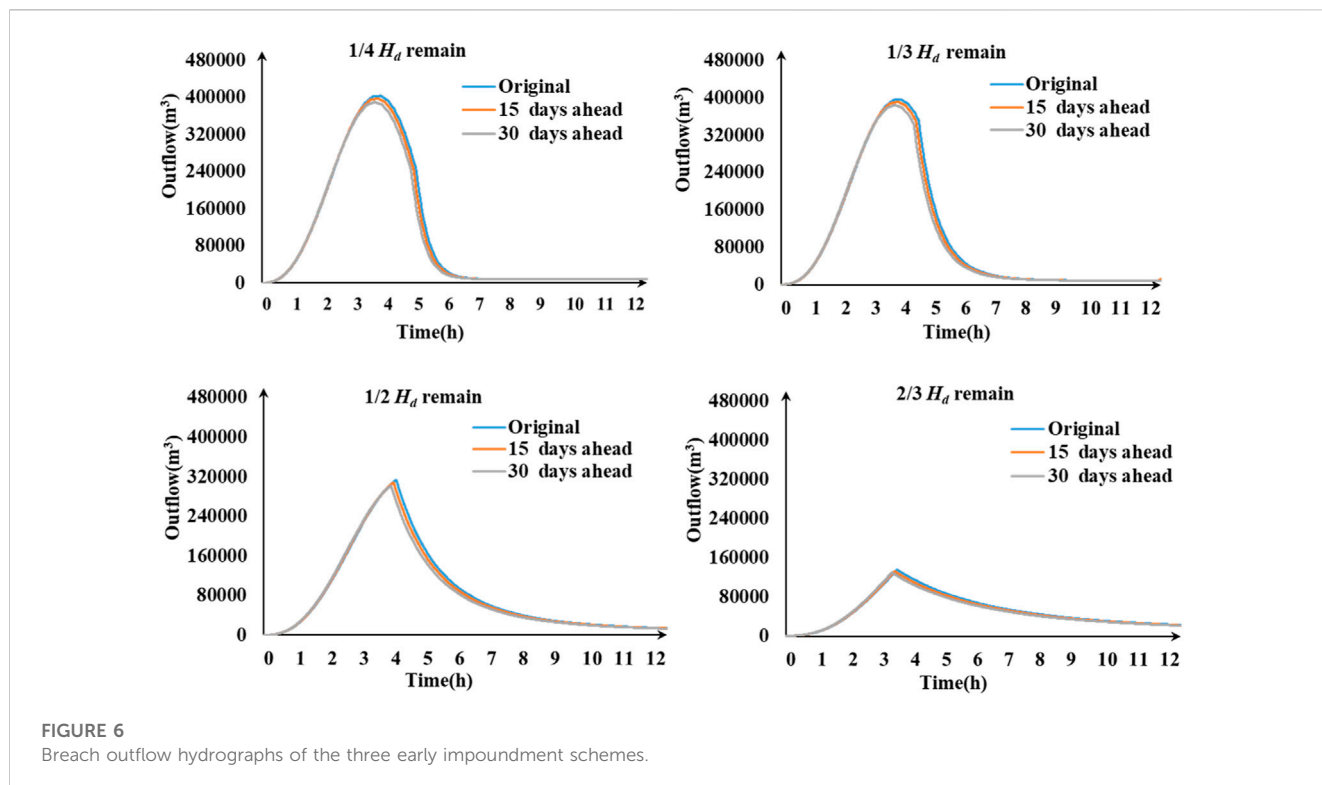 1/4 H_d remain
Original
15 days ahead
30 days ahead
Outflow(m³)
480000
400000
320000
240000
160000
80000
0
0 1 2 3 4 5 6 7 8 9 10 11 12
Time(h)
1/3 H_d remain
Original
15 days ahead
30 days ahead
Outflow(m³)
480000
400000
320000
240000
160000
80000
0
0 1 2 3 4 5 6 7 8 9 10 11 12
Time(h)
1/2 H_d remain
Original
15 days ahead
30 days ahead
Outflow(m³)
480000
400000
320000
240000
160000
80000
0
0 1 2 3 4 5 6 7 8 9 10 11 12
Time(h)
2/3 H_d remain
Original
15 days ahead
30 days ahead
Outflow(m³)
480000
400000
320000
240000
160000
80000
0
0 1 2 3 4 5 6 7 8 9 10 11 12
Time(h)
FIGURE 6
Breach outflow hydrographs of the three early impoundment schemes.